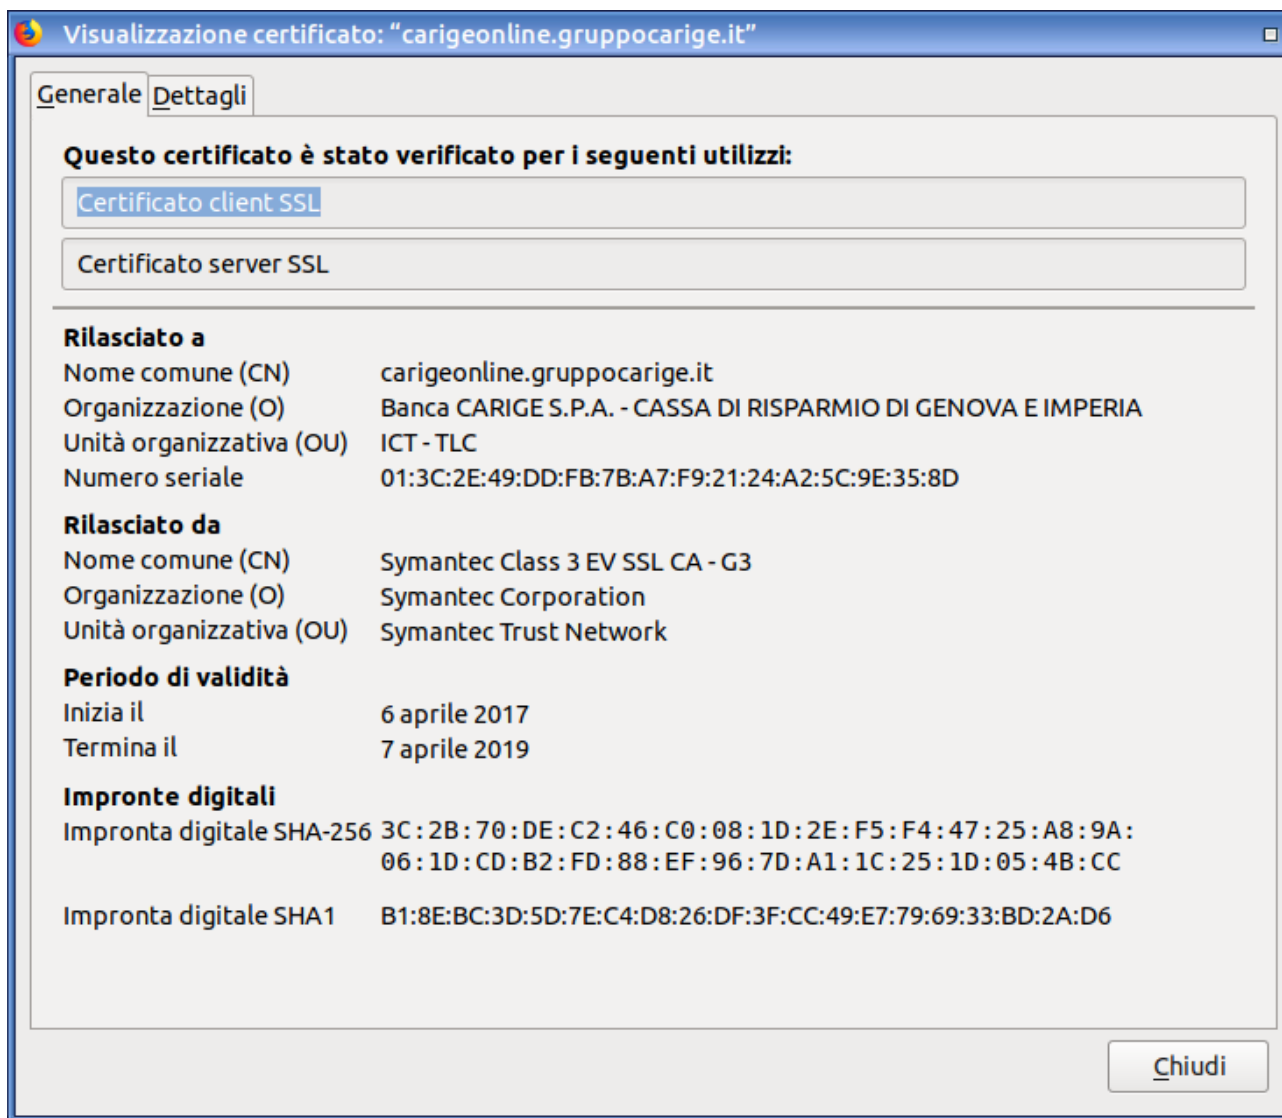 Visualizzazione certificato: “carigeonline.gruppocarige.it”
Generale Dettagli
Questo certificato è stato verificato per i seguenti utilizzi:
Certificato client SSL
Certificato server SSL
Rilasciato a
Nome comune (CN) carigeonline.gruppocarige.it
Organizzazione (O) Banca CARIGE S.P.A. - CASSA DI RISPARMIO DI GENOVA E IMPERIA
Unità organizzativa (OU) ICT - TLC
Numero seriale 01:3C:2E:49:DD:FB:7B:A7:F9:21:24:A2:5C:9E:35:8D
Rilasciato da
Nome comune (CN) Symantec Class 3 EV SSL CA - G3
Organizzazione (O) Symantec Corporation
Unità organizzativa (OU) Symantec Trust Network
Periodo di validità
Inizia il 6 aprile 2017
Termina il 7 aprile 2019
Impronte digitali
Impronta digitale SHA-256 3C:2B:70:DE:C2:46:C0:08:1D:2E:F5:F4:47:25:A8:9A:
06:1D:CD:B2:FD:88:EF:96:7D:A1:1C:25:1D:05:4B:CC
Impronta digitale SHA1 B1:8E:BC:3D:5D:7E:C4:D8:26:DF:3F:CC:49:E7:79:69:33:BD:2A:D6
Chiudi